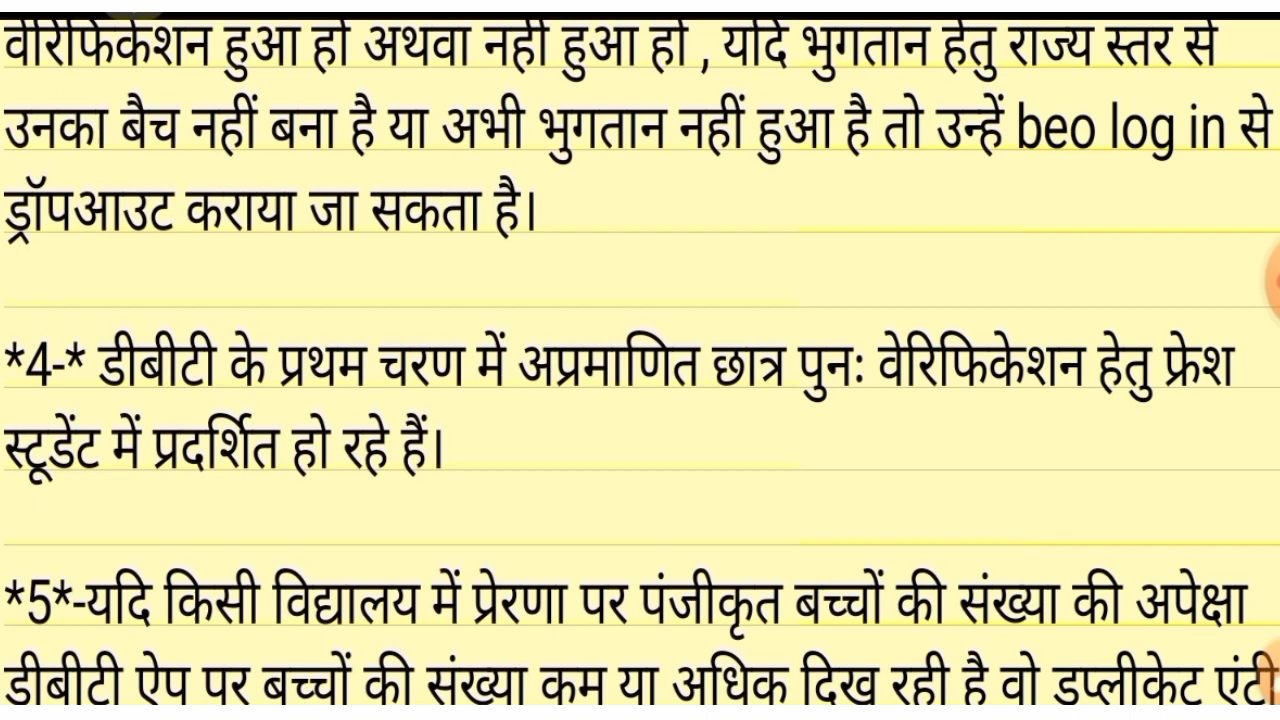 वेरिफिकेशन हुआ हो अथवा नहीं हुआ हो , यदि भुगतान हेतु राज्य स्तर से
उनका बैच नहीं बना है या अभी भुगतान नहीं हुआ है तो उन्हें beo log in से
ड्रॉपआउट कराया जा सकता है।
*4-* डीबीटी के प्रथम चरण में अप्रमाणित छात्र पुनः वेरिफिकेशन हेतु फ्रेश
स्टूडेंट में प्रदर्शित हो रहे हैं।
*5*-यदि किसी विद्यालय में प्रेरणा पर पंजीकृत बच्चों की संख्या की अपेक्षा
डीबीटी ऐप पर बच्चों की संख्या कम या अधिक दिख रही है वो डप्लीकेट एंटी